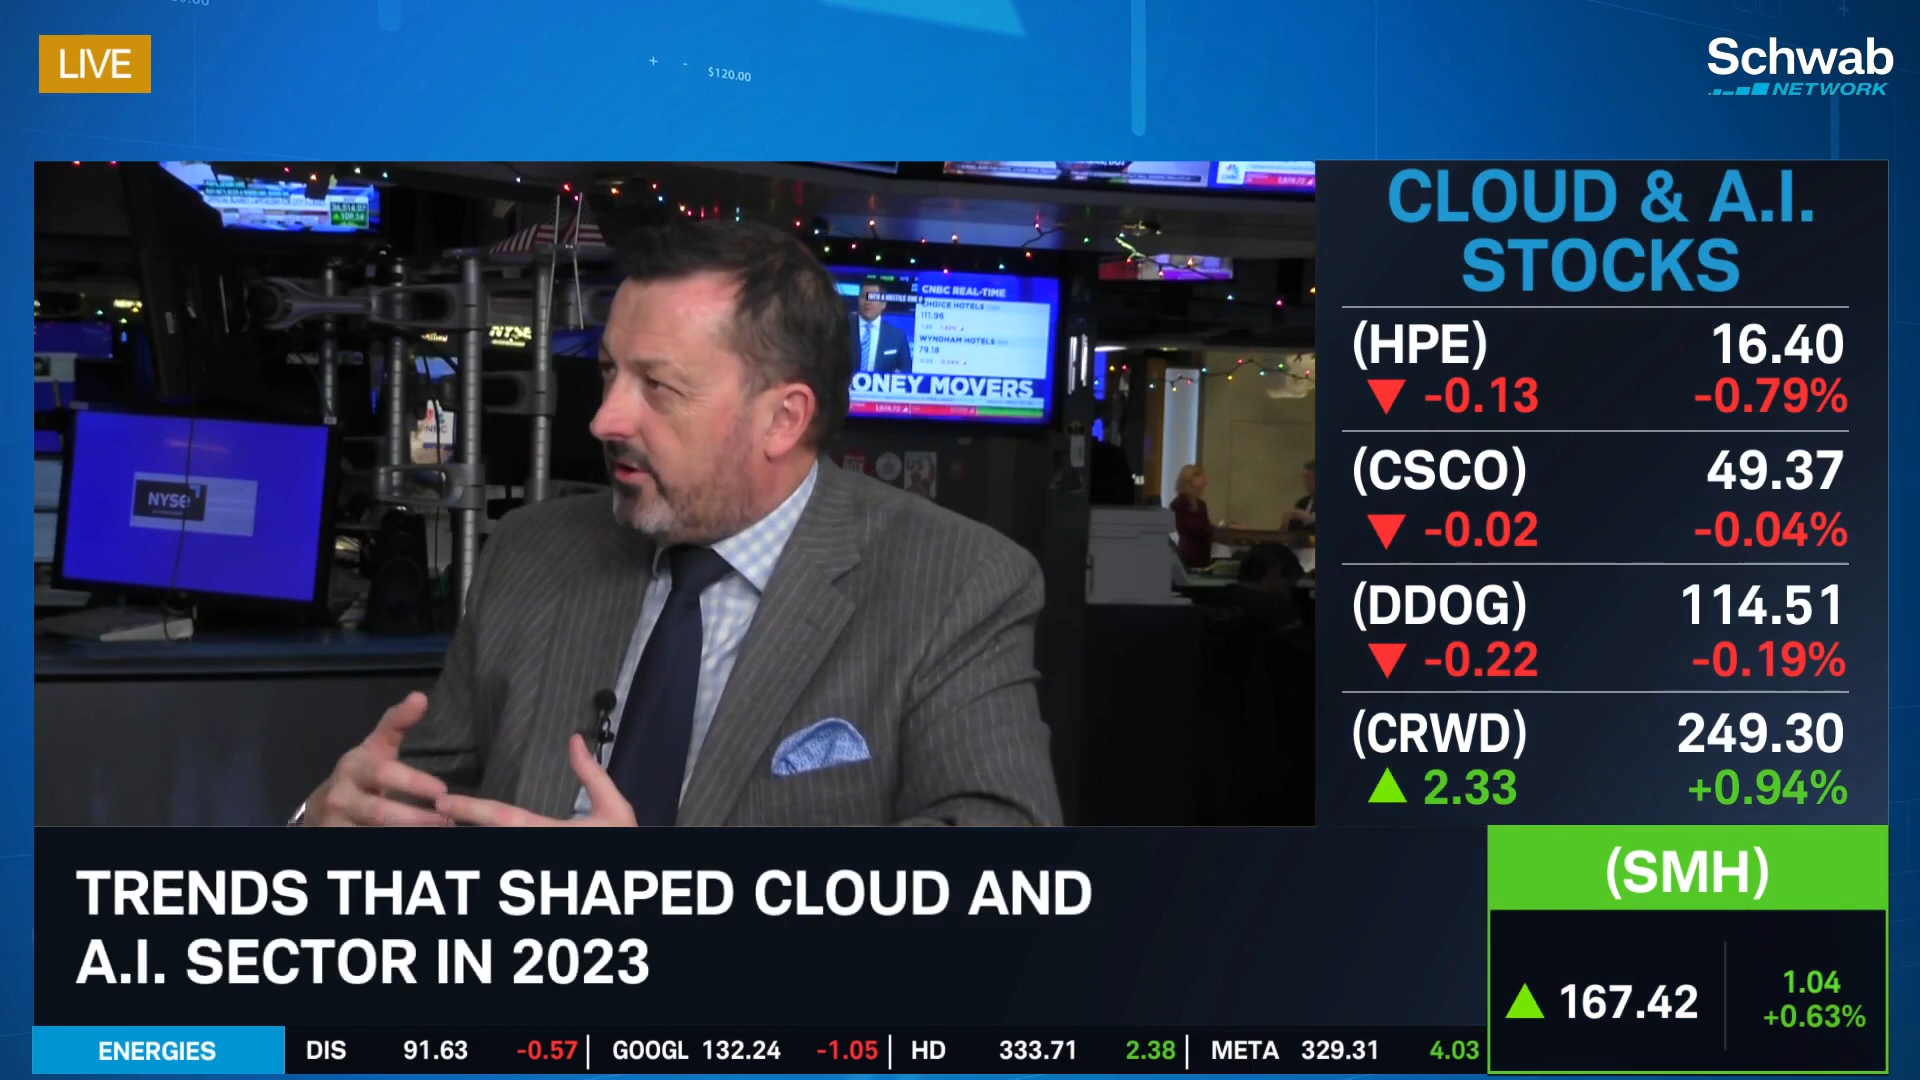 LIVE
$120.00
Schwab
NETWORK
CNBC REAL-TIME
CHOICE HOTELS
111.96
WYNDHAM HOTELS
79.18
ONEY MOVERS
NYSE
NYSE
CLOUD & A.I.
STOCKS
(HPE) 16.40
▼ -0.13 -0.79%
(CSCO) 49.37
▼ -0.02 -0.04%
(DDOG) 114.51
▼ -0.22 -0.19%
(CRWD) 249.30
▲ 2.33 +0.94%
TRENDS THAT SHAPED CLOUD AND
A.I. SECTOR IN 2023
(SMH)
▲ 167.42 1.04
+0.63%
ENERGIES DIS 91.63 -0.57 | GOOGL 132.24 -1.05 | HD 333.71 2.38 | META 329.31 4.03